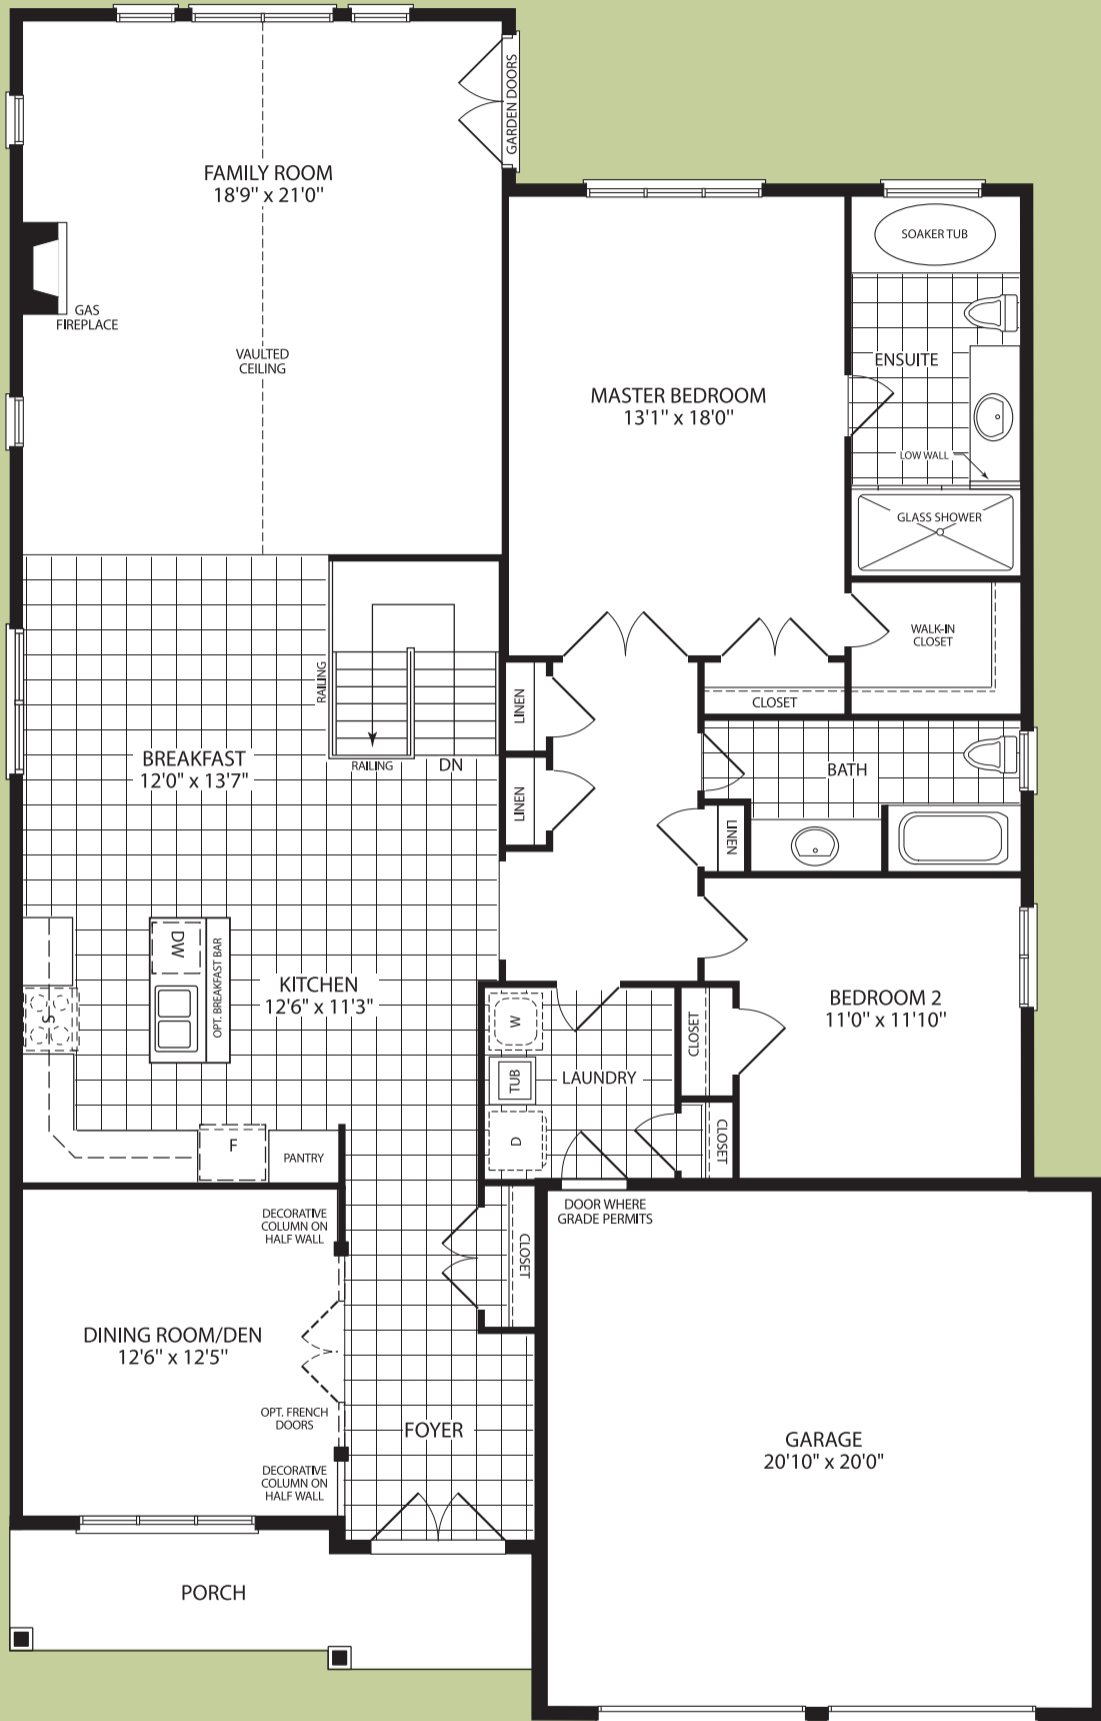 GARDEN DOORS
FAMILY ROOM
18'9" x 21'0"
GAS
FIREPLACE
VAULTED
CEILING
SOAKER TUB
ENSUITE
MASTER BEDROOM
13'1" x 18'0"
LOW WALL
GLASS SHOWER
WALK-IN
CLOSET
CLOSET
LINEN
RAILING
RAILING
DN
BREAKFAST
12'0" x 13'7"
LINEN
BATH
LINEN
DW
OPT. BREAKFAST BAR
S
KITCHEN
12'6" x 11'3"
BEDROOM 2
11'0" x 11'10"
W
TUB
D
LAUNDRY
CLOSET
CLOSET
F
PANTRY
DOOR WHERE
GRADE PERMITS
DECORATIVE
COLUMN ON
HALF WALL
CLOSET
DINING ROOM/DEN
12'6" x 12'5"
OPT. FRENCH
DOORS
FOYER
DECORATIVE
COLUMN ON
HALF WALL
GARAGE
20'10" x 20'0"
PORCH